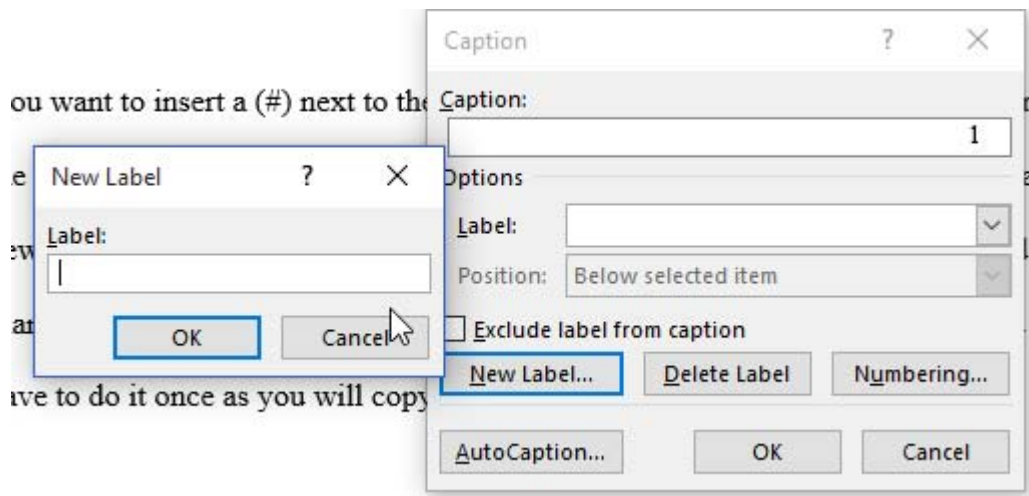 Caption ?
ou want to insert a (#) next to the
Caption:
1
New Label ?
Options
Label:
Label:
Position: Below selected item
OK Cancel
Exclude label from caption
New Label... Delete Label Numbering...
ave to do it once as you will copy
AutoCaption... OK Cancel